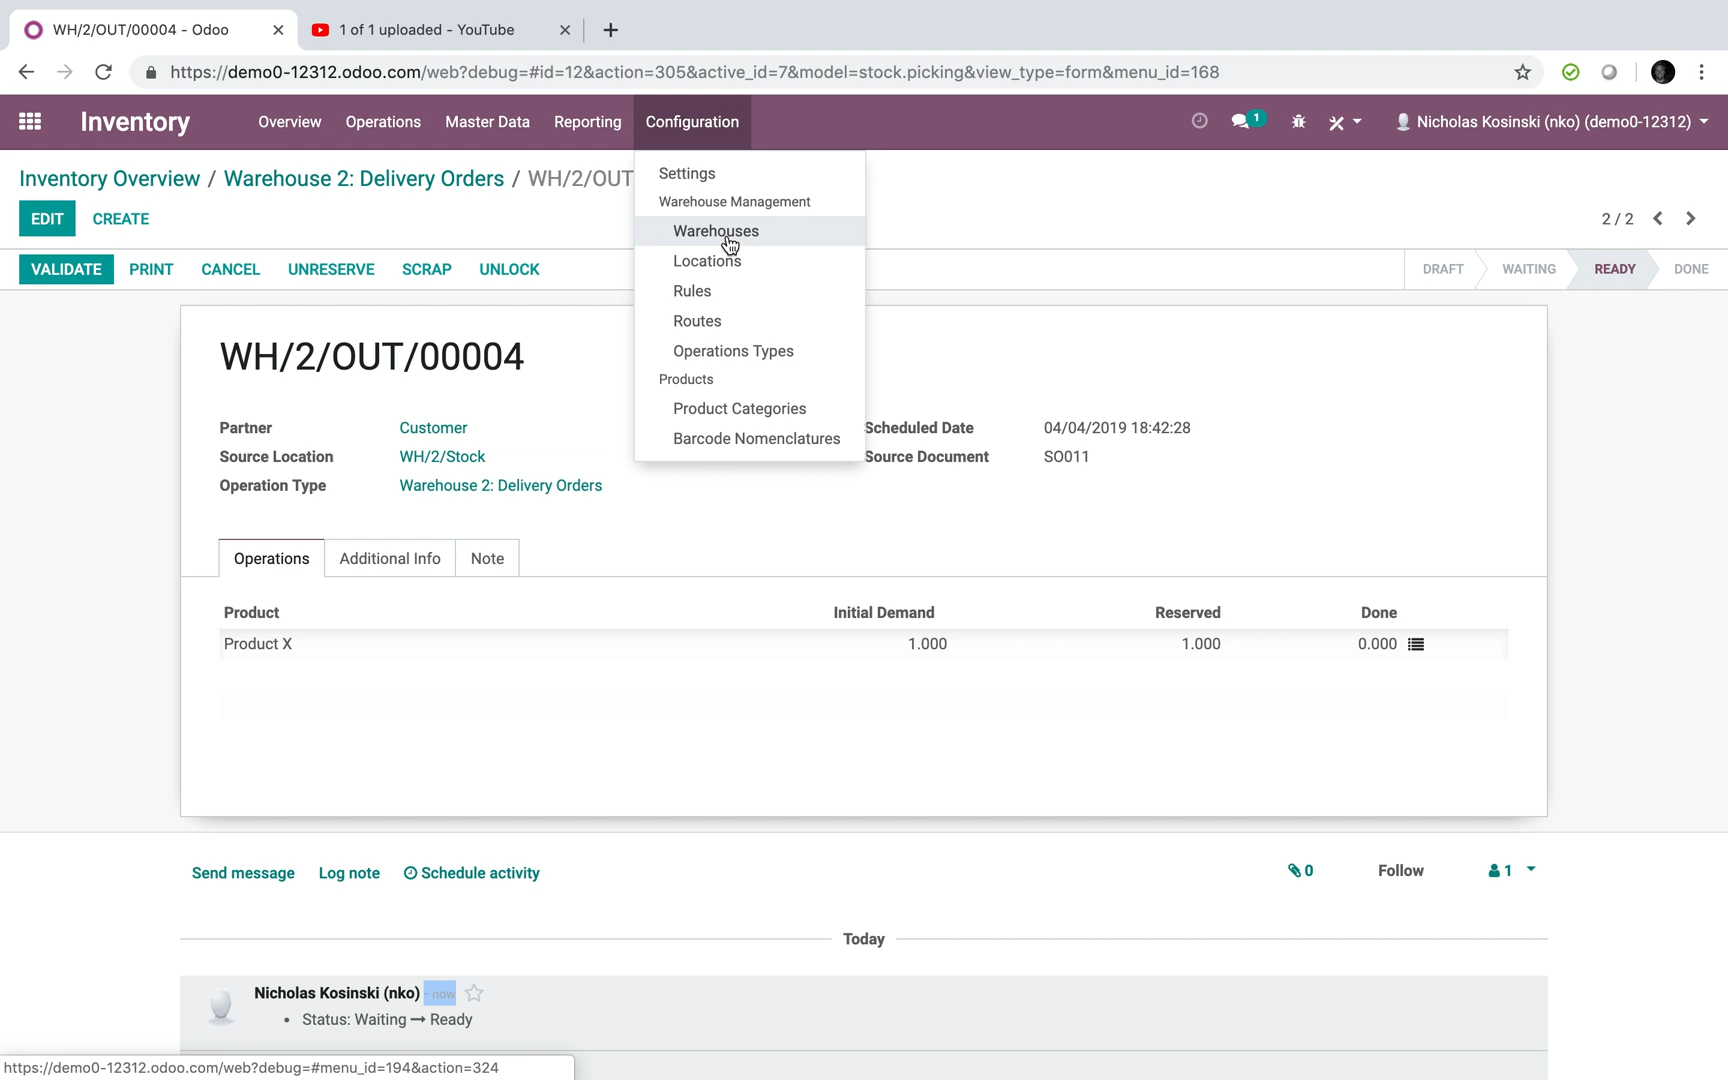 WH/2/OUT/00004 - Odoo
1 of 1 uploaded - YouTube
https://demo0-12312.odoo.com/web?debug=#id=12&action=305&active_id=7&model=stock.picking&view_type=form&menu_id=168
Inventory Overview Operations Master Data Reporting Configuration 1 Nicholas Kosinski (nko) (demo0-12312)
Inventory Overview / Warehouse 2: Delivery Orders / WH/2/OUT
EDIT CREATE 2 / 2
VALIDATE PRINT CANCEL UNRESERVE SCRAP UNLOCK DRAFT WAITING READY DONE
Settings
Warehouse Management
Warehouses
Locations
Rules
Routes
Operations Types
Products
Product Categories
Barcode Nomenclatures
WH/2/OUT/00004
Partner Customer Scheduled Date 04/04/2019 18:42:28
Source Location WH/2/Stock Source Document SO011
Operation Type Warehouse 2: Delivery Orders
Operations Additional Info Note
Product Initial Demand Reserved Done
Product X 1.000 1.000 0.000
Send message Log note Schedule activity 0 Follow 1
Today
Nicholas Kosinski (nko) - now
• Status: Waiting → Ready
https://demo0-12312.odoo.com/web?debug=#menu_id=194&action=324